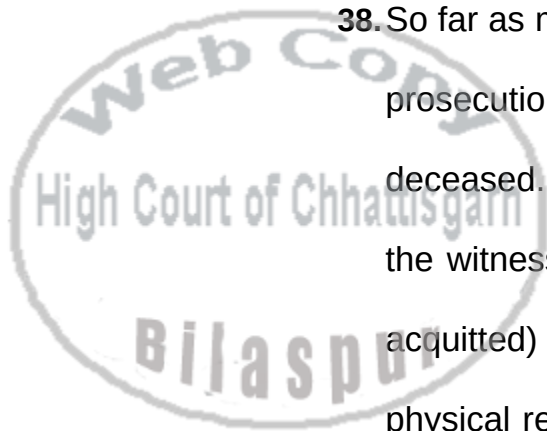 Web Copy
High Court of Chhattisgarh
Bilaspur
38. So far as
prosecutio
deceased.
the witness
acquitted)
physical re